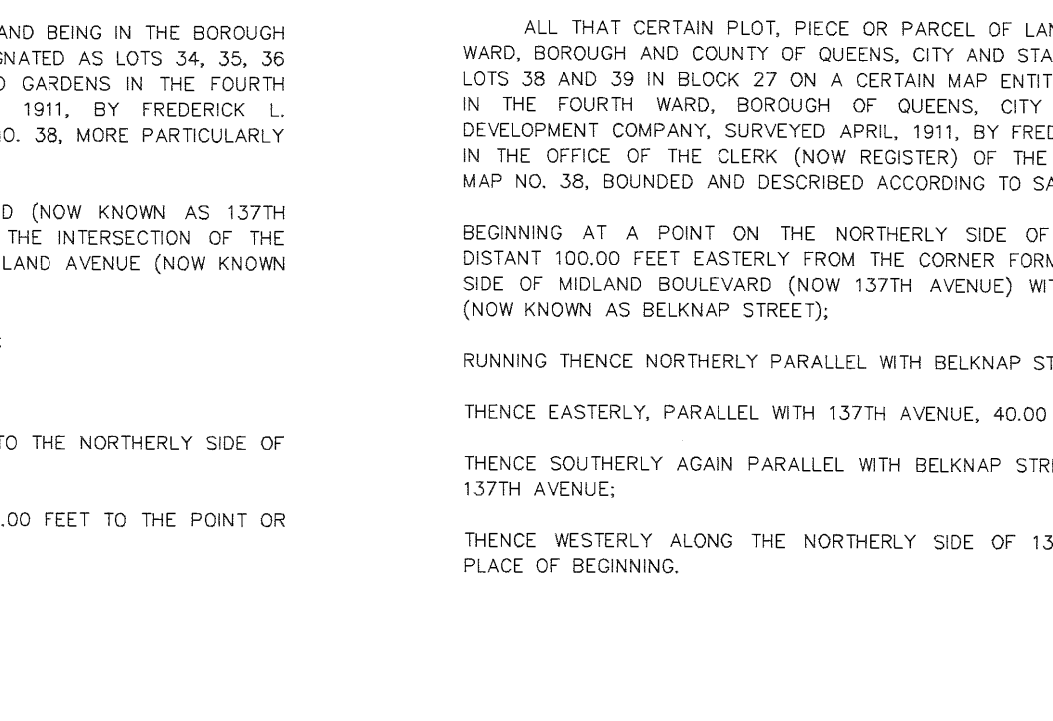 AND BEING IN THE BOROUGH
GNATED AS LOTS 34, 35, 36
D GARDENS IN THE FOURTH
1911, BY FREDERICK L.
NO. 38, MORE PARTICULARLY
D (NOW KNOWN AS 137TH
THE INTERSECTION OF THE
LAND AVENUE (NOW KNOWN
;
TO THE NORTHERLY SIDE OF
.00 FEET TO THE POINT OR
ALL THAT CERTAIN PLOT, PIECE OR PARCEL OF LAN
WARD, BOROUGH AND COUNTY OF QUEENS, CITY AND STA
LOTS 38 AND 39 IN BLOCK 27 ON A CERTAIN MAP ENTIT
IN THE FOURTH WARD, BOROUGH OF QUEENS, CITY
DEVELOPMENT COMPANY, SURVEYED APRIL, 1911, BY FRED
IN THE OFFICE OF THE CLERK (NOW REGISTER) OF THE
MAP NO. 38, BOUNDED AND DESCRIBED ACCORDING TO SA
BEGINNING AT A POINT ON THE NORTHERLY SIDE OF
DISTANT 100.00 FEET EASTERLY FROM THE CORNER FORM
SIDE OF MIDLAND BOULEVARD (NOW 137TH AVENUE) WIT
(NOW KNOWN AS BELKNAP STREET);
RUNNING THENCE NORTHERLY PARALLEL WITH BELKNAP ST
THENCE EASTERLY, PARALLEL WITH 137TH AVENUE, 40.00
THENCE SOUTHERLY AGAIN PARALLEL WITH BELKNAP STRE
137TH AVENUE;
THENCE WESTERLY ALONG THE NORTHERLY SIDE OF 13
PLACE OF BEGINNING.